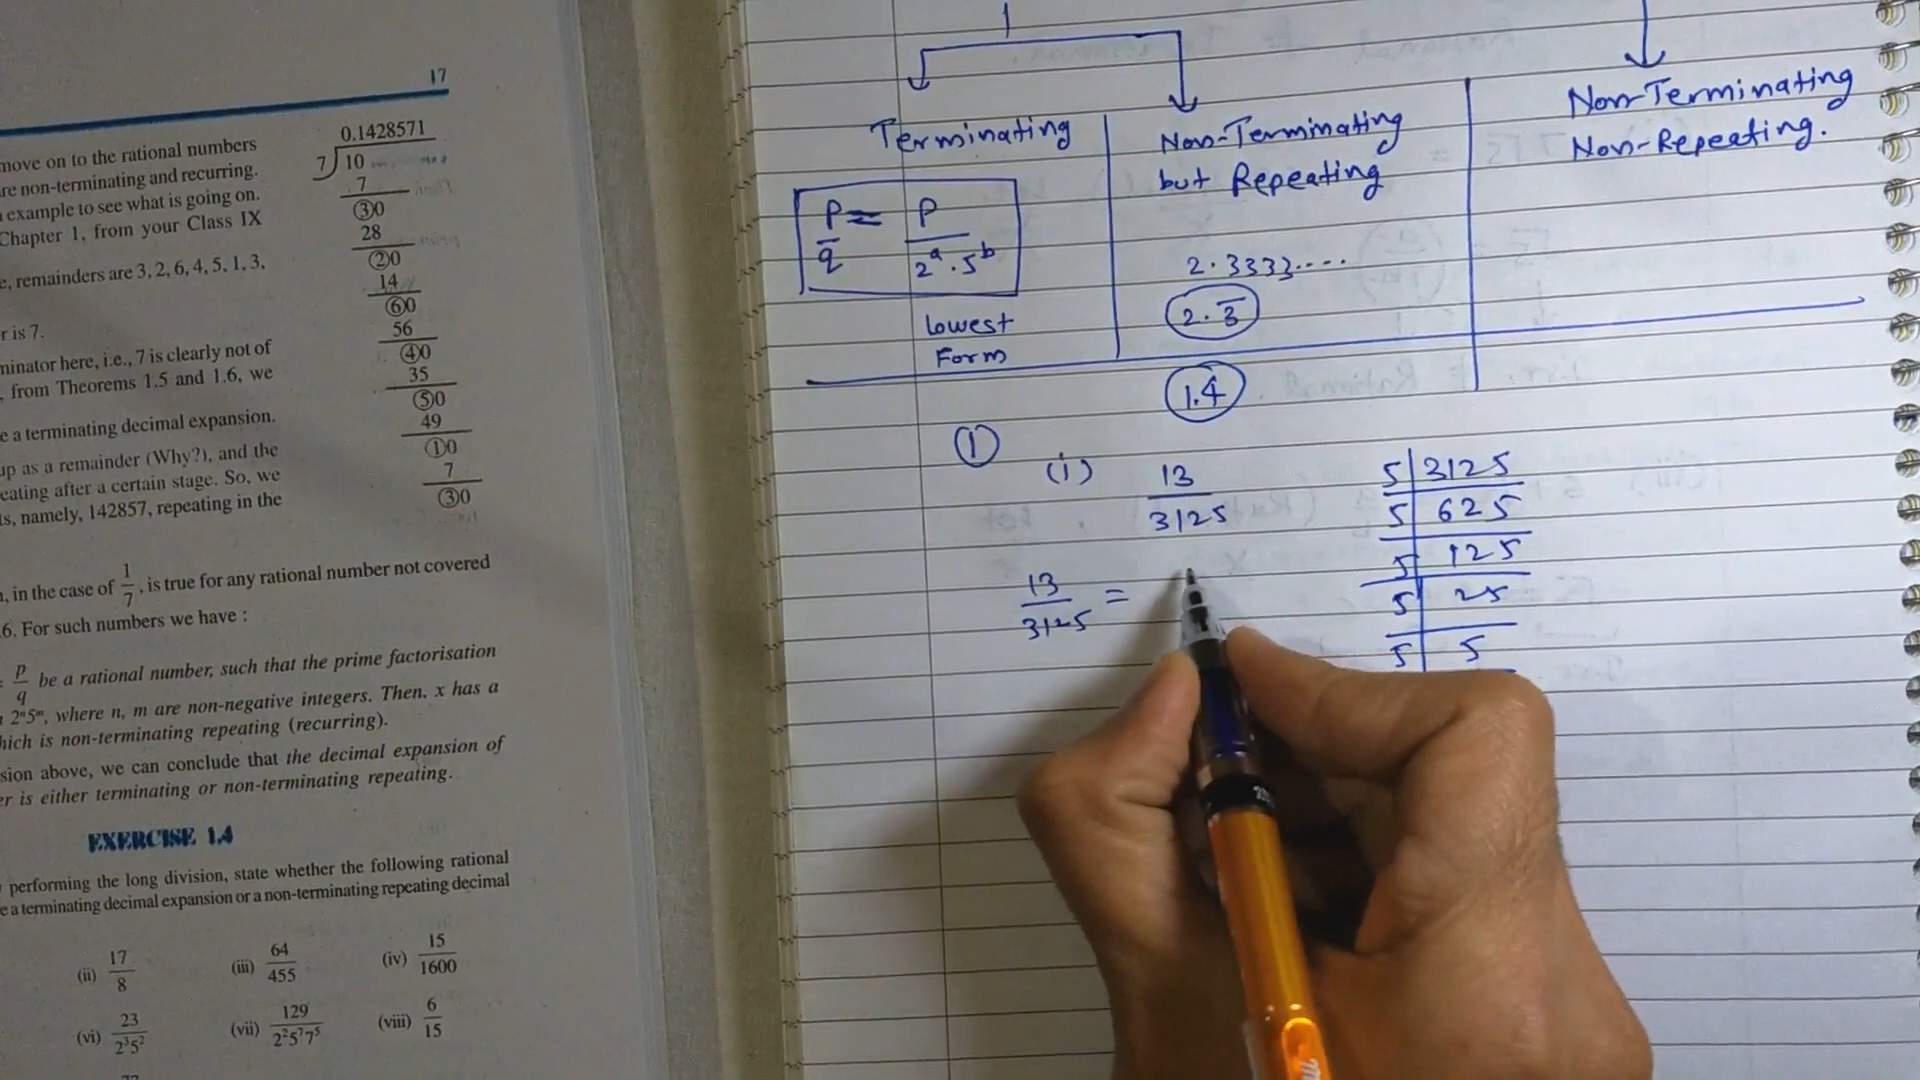 17
move on to the rational numbers
re non-terminating and recurring.
example to see what is going on.
Chapter 1, from your Class IX
e, remainders are 3, 2, 6, 4, 5, 1, 3,
r is 7.
minator here, i.e., 7 is clearly not of
, from Theorems 1.5 and 1.6, we
e a terminating decimal expansion.
up as a remainder (Why?), and the
eating after a certain stage. So, we
ts, namely, 142857, repeating in the
0.1428571
7 10
7
30
28
20
14
60
56
40
35
50
49
10
7
30
, in the case of 1/7, is true for any rational number not covered
6. For such numbers we have :
= p/q be a rational number, such that the prime factorisation
2ⁿ5ᵐ, where n, m are non-negative integers. Then, x has a
hich is non-terminating repeating (recurring).
sion above, we can conclude that the decimal expansion of
er is either terminating or non-terminating repeating.
EXERCISE 1.4
performing the long division, state whether the following rational
e a terminating decimal expansion or a non-terminating repeating decimal
(ii) 17/8 (iii) 64/455 (iv) 15/1600
(vi) 23/2³5² (vii) 129/2²5⁷7⁵ (viii) 6/15
Terminating
P/q = P/2ᵃ.5ᵇ
lowest
Form
Non-Terminating
but Repeating
2.3333....
2.3̅
Non-Terminating
Non-Repeating.
1.4
① (i) 13/3125
13/3125 =
5 | 3125
5 | 625
5 | 125
5 | 25
5 | 5